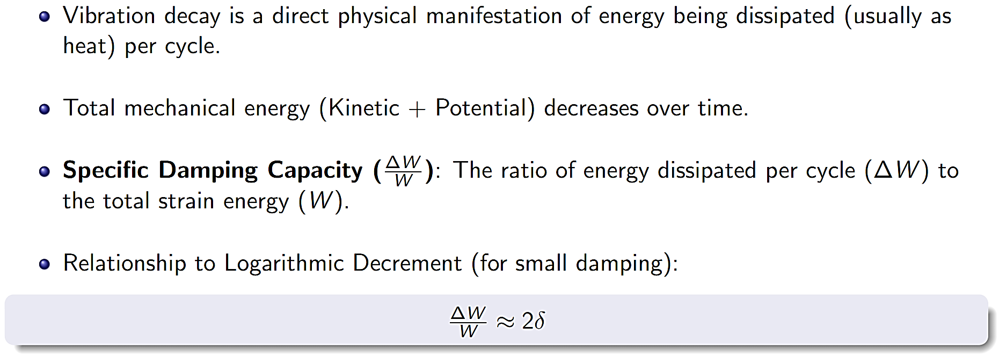 Vibration decay is a direct physical manifestation of energy being dissipated (usually as
heat) per cycle.
Total mechanical energy (Kinetic + Potential) decreases over time.
Specific Damping Capacity ($\frac{\Delta W}{W}$): The ratio of energy dissipated per cycle ($\Delta W$) to
the total strain energy ($W$).
Relationship to Logarithmic Decrement (for small damping):
$\frac{\Delta W}{W} \approx 2\delta$